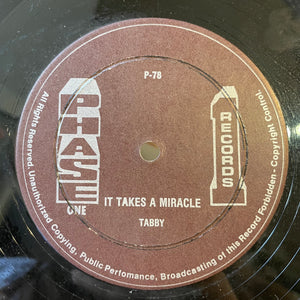 P-78
PHASE
ONE
1 RECORDS
IT TAKES A MIRACLE
TABBY
All Rights Reserved. Unauthorized Copying, Public Perfomance, Broadcasting of this Record Forbidden - Copyright Control.